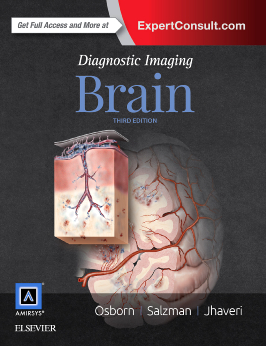 Get Full Access and More at
ExpertConsult.com
Diagnostic Imaging
Brain
THIRD EDITION
AMIRSYS
ELSEVIER
Osborn | Salzman | Jhaveri